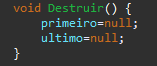 void Destruir() {
    primeiro=null;
    ultimo=null;
}